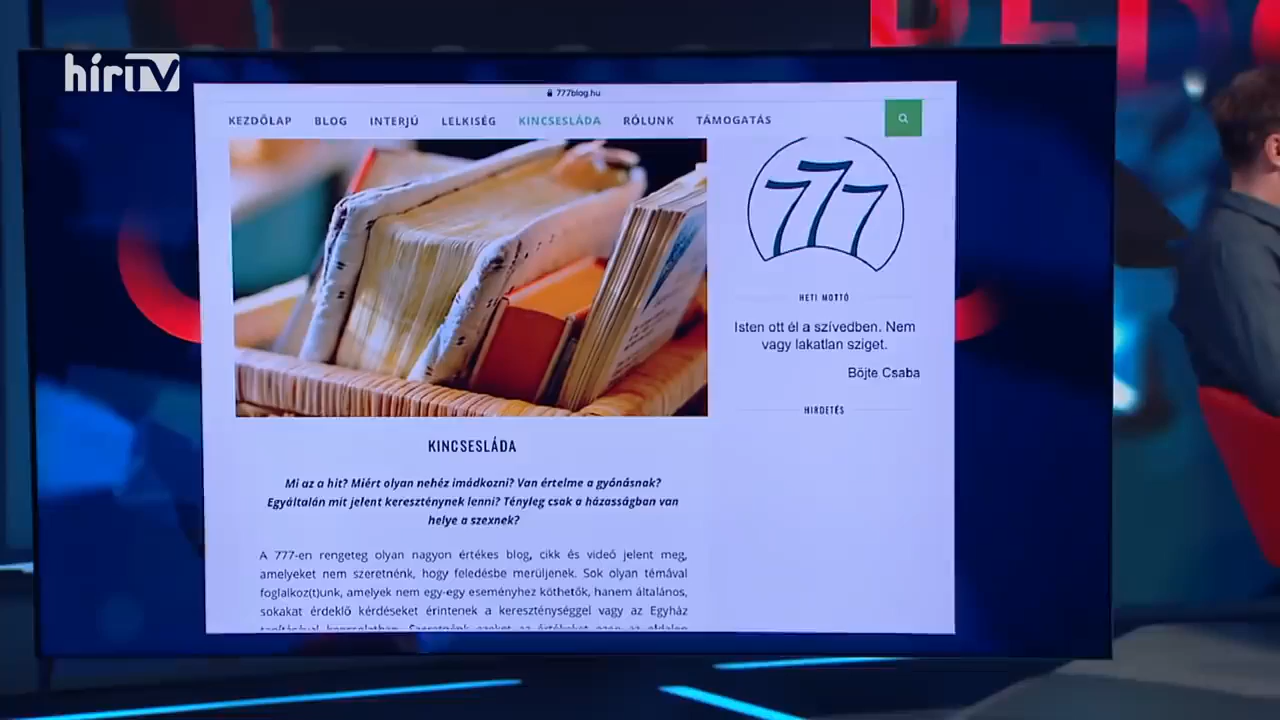 hírTV
777blog.hu
KEZDŐLAP BLOG INTERJÚ LELKISÉG KINCSESLÁDA RÓLUNK TÁMOGATÁS
777
HETI MOTTÓ
Isten ott él a szívedben. Nem
vagy lakatlan sziget.
Böjte Csaba
HIRDETÉS
KINCSESLÁDA
Mi az a hit? Miért olyan nehéz imádkozni? Van értelme a gyónásnak?
Egyáltalán mit jelent kereszténynek lenni? Tényleg csak a házasságban van
helye a szexnek?
A 777-en rengeteg olyan nagyon értékes blog, cikk és videó jelent meg,
amelyeket nem szeretnénk, hogy feledésbe merüljenek. Sok olyan témával
foglalkoz(t)unk, amelyek nem egy-egy eseményhez köthetők, hanem általános,
sokakat érdeklő kérdéseket érintenek a kereszténységgel vagy az Egyház